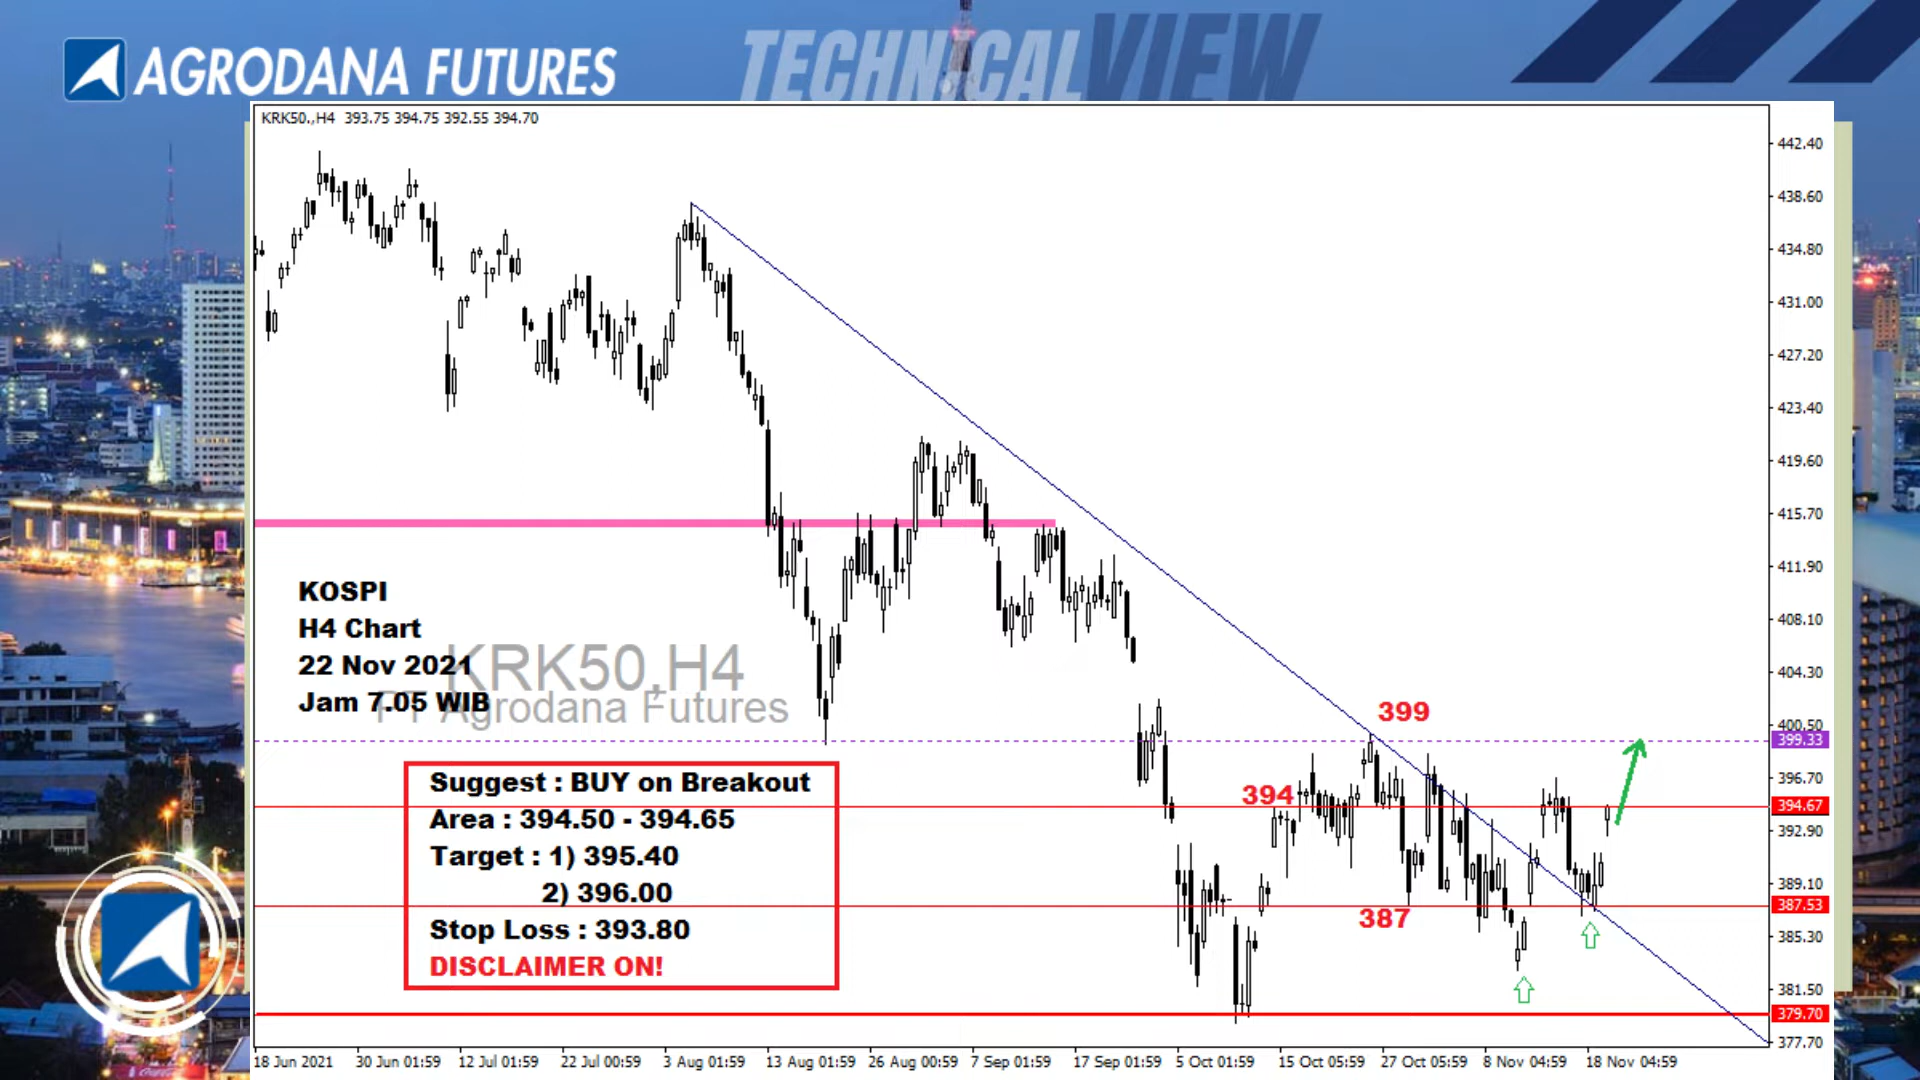 AGRODANA FUTURES
TECHNICAL VIEW
KRK50.,H4 393.75 394.75 392.55 394.70
442.40
438.60
434.80
431.00
427.20
423.40
419.60
415.70
411.90
408.10
404.30
400.50
399.33
396.70
394.67
392.90
389.10
387.53
385.30
381.50
379.70
377.70
KOSPI
H4 Chart
22 Nov 2021
Jam 7.05 WIB
KRK50,H4
PT Agrodana Futures
399
394
387
Suggest : BUY on Breakout
Area : 394.50 - 394.65
Target : 1) 395.40
2) 396.00
Stop Loss : 393.80
DISCLAIMER ON!
18 Jun 2021 30 Jun 01:59 12 Jul 01:59 22 Jul 00:59 3 Aug 01:59 13 Aug 01:59 26 Aug 00:59 7 Sep 01:59 17 Sep 01:59 5 Oct 01:59 15 Oct 05:59 27 Oct 05:59 8 Nov 04:59 18 Nov 04:59